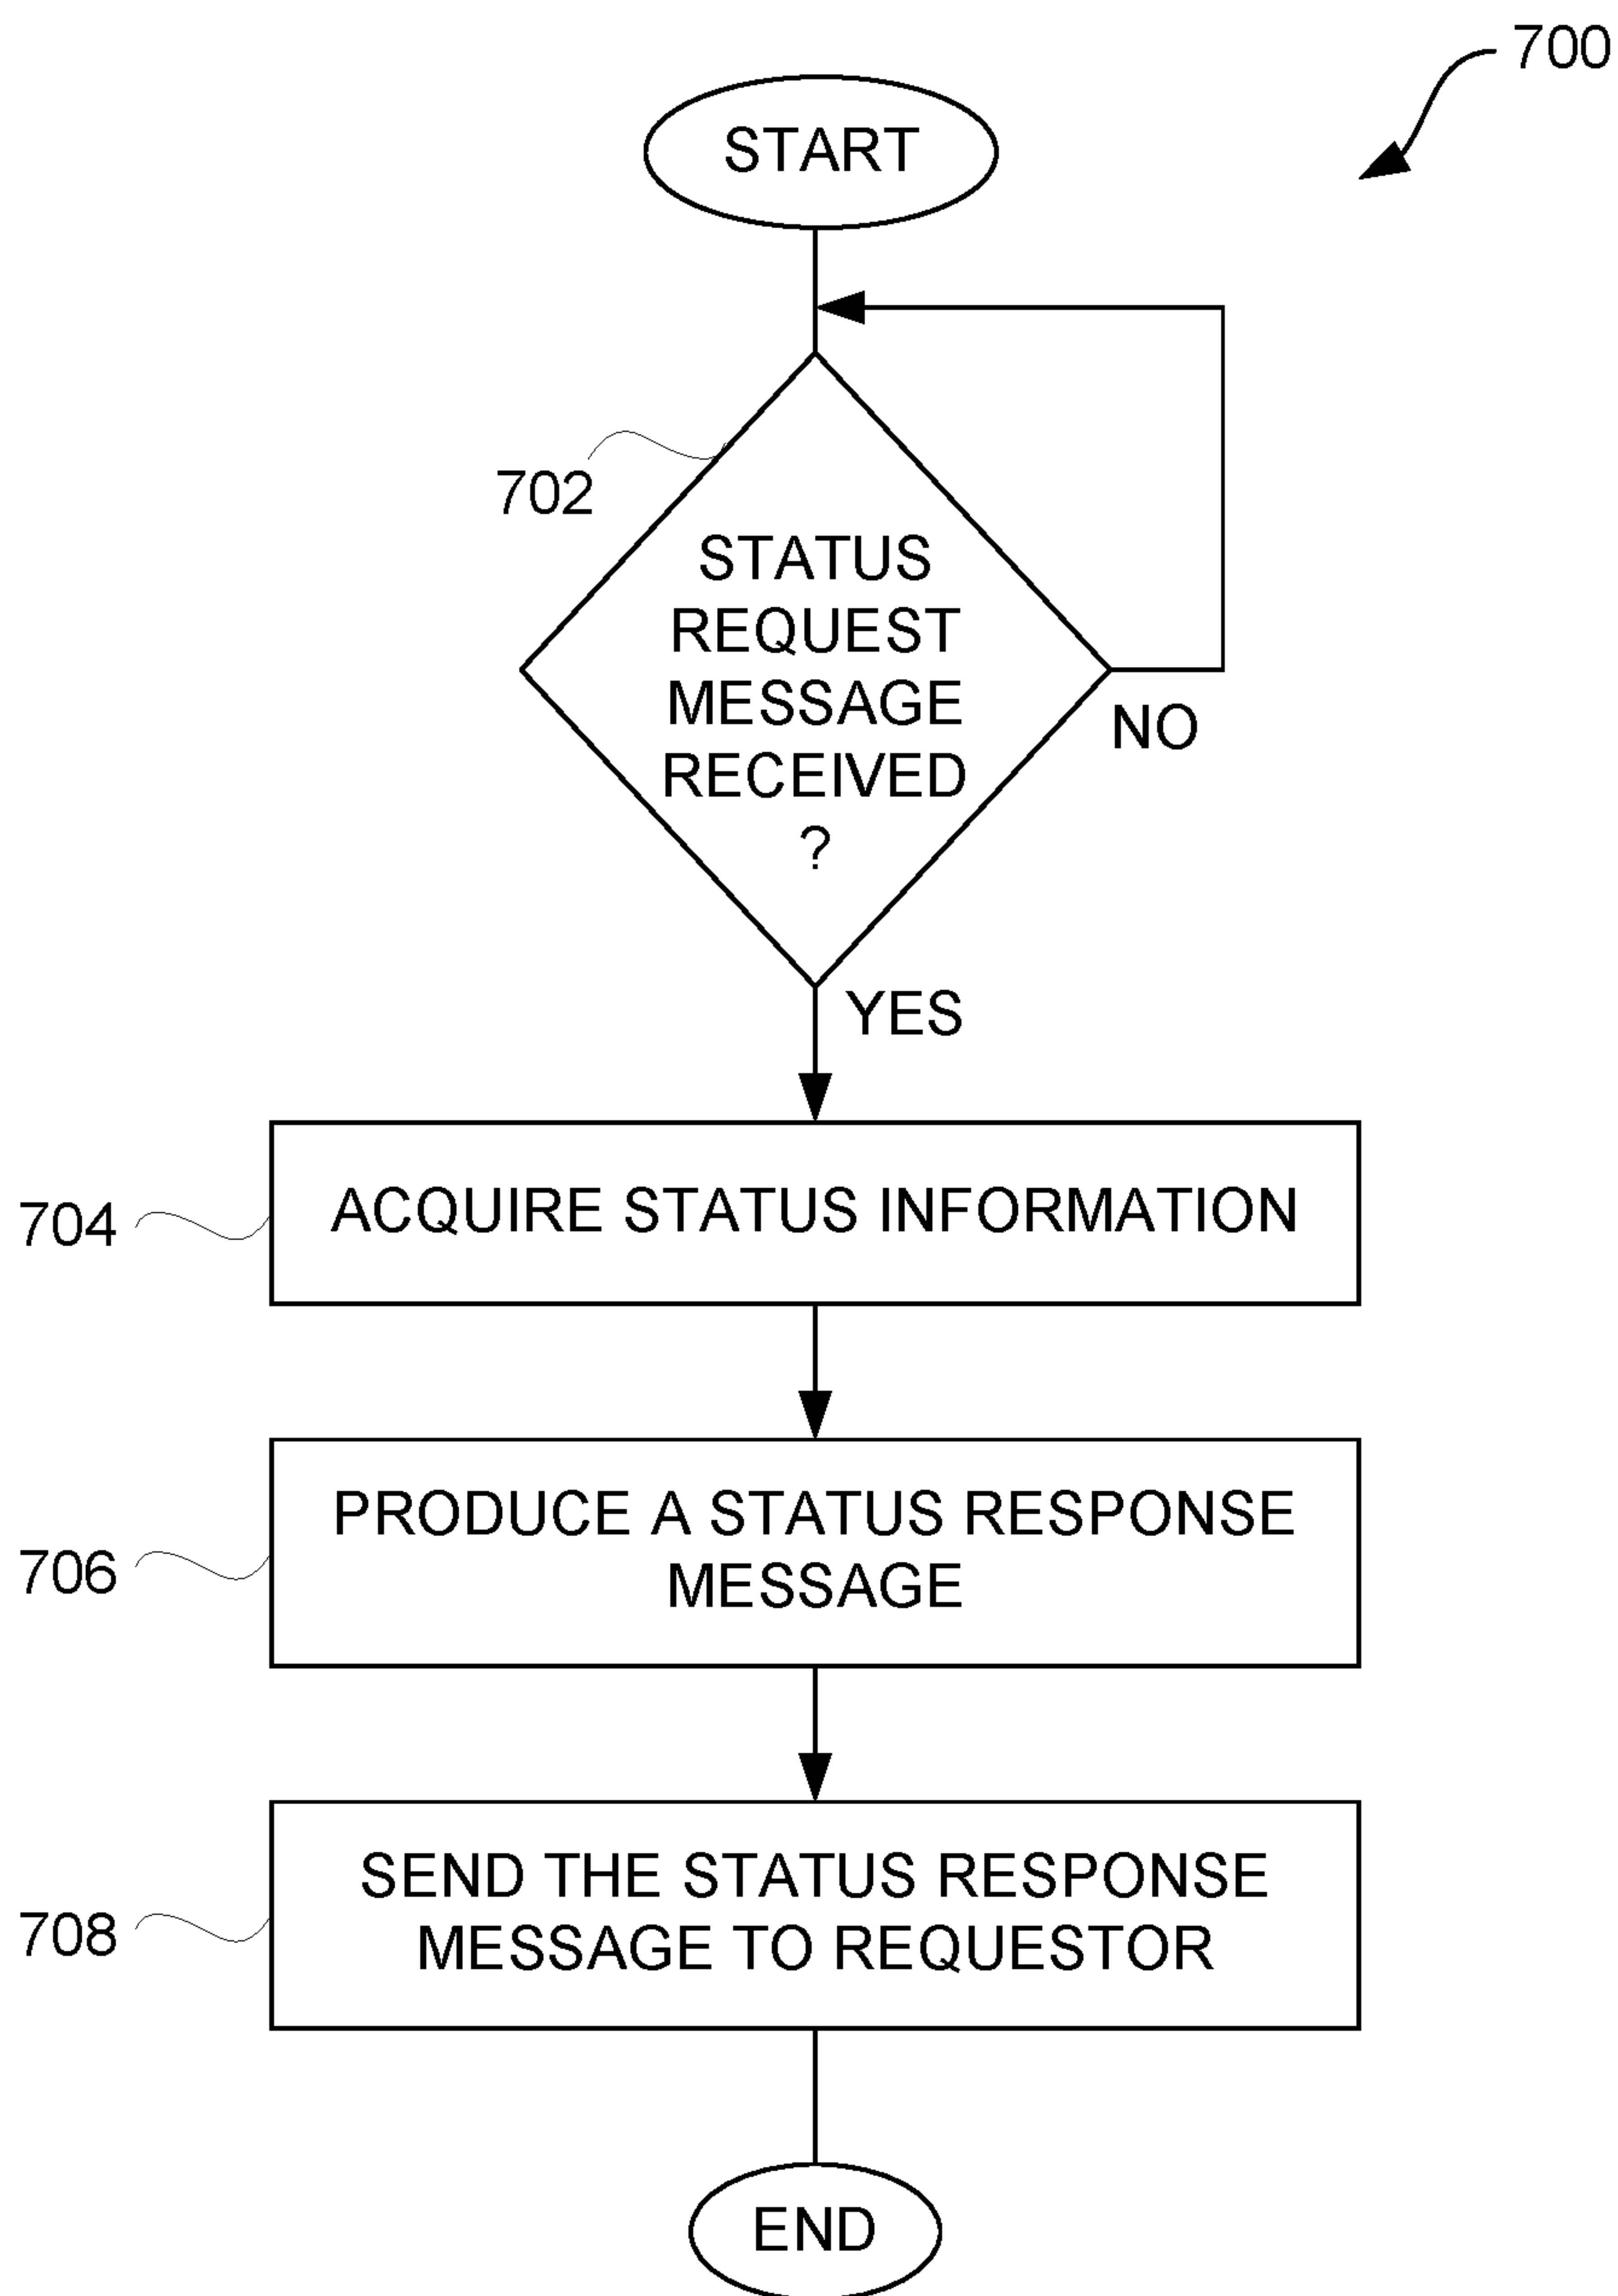 700
START
702
STATUS
REQUEST
MESSAGE
RECEIVED
?
NO
YES
704
ACQUIRE STATUS INFORMATION
706
PRODUCE A STATUS RESPONSE
MESSAGE
708
SEND THE STATUS RESPONSE
MESSAGE TO REQUESTOR
END